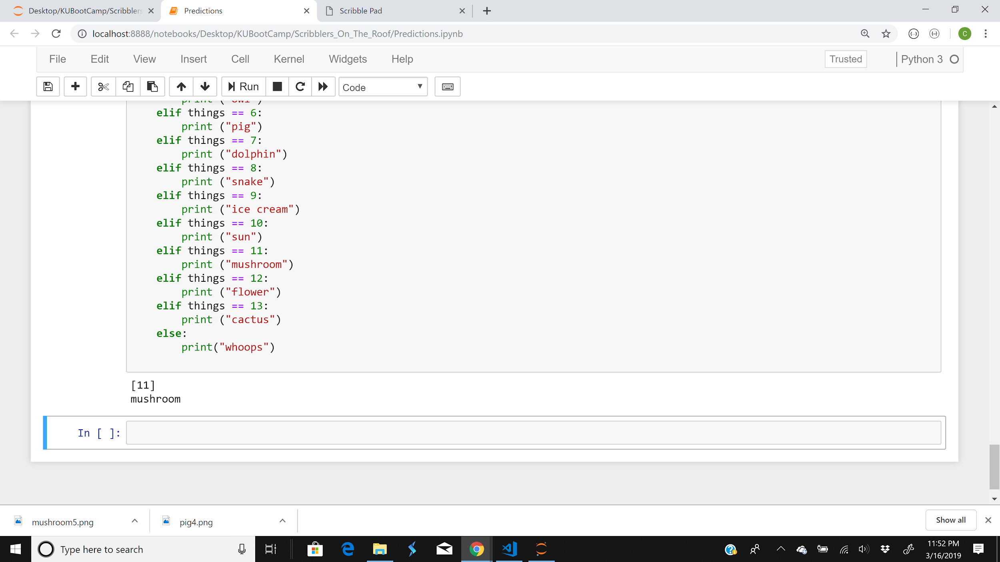 Desktop/KUBootCamp/Scribblers
Predictions
Scribble Pad
localhost:8888/notebooks/Desktop/KUBootCamp/Scribblers_On_The_Roof/Predictions.ipynb
C
File Edit View Insert Cell Kernel Widgets Help Trusted Python 3
Run Code
elif things == 6:
print ("pig")
elif things == 7:
print ("dolphin")
elif things == 8:
print ("snake")
elif things == 9:
print ("ice cream")
elif things == 10:
print ("sun")
elif things == 11:
print ("mushroom")
elif things == 12:
print ("flower")
elif things == 13:
print ("cactus")
else:
print("whoops")
[11]
mushroom
In [ ]:
mushroom5.png pig4.png Show all
Type here to search
11:52 PM
3/16/2019